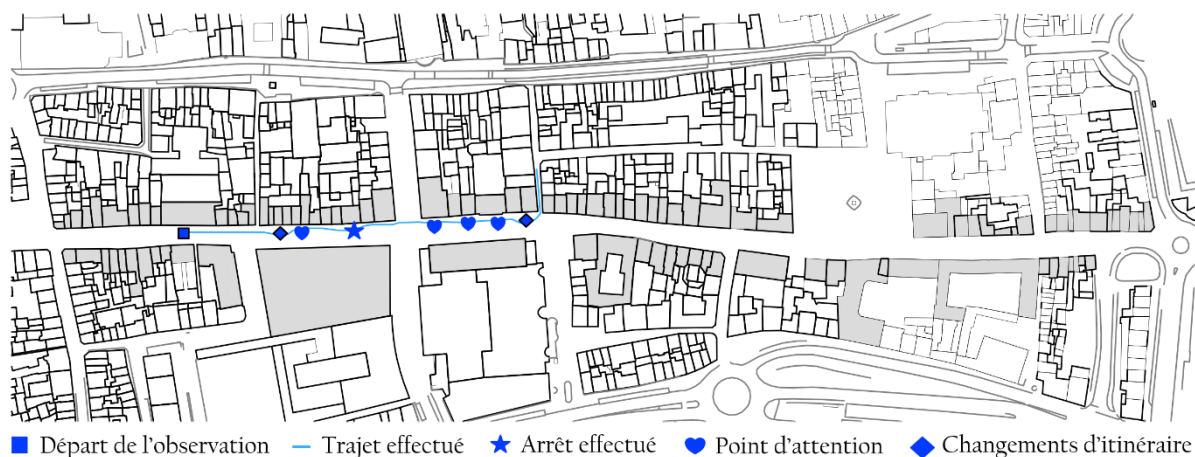 Départ de l'observation Trajet effectué Arrêt effectué Point d'attention Changements d'itinéraire